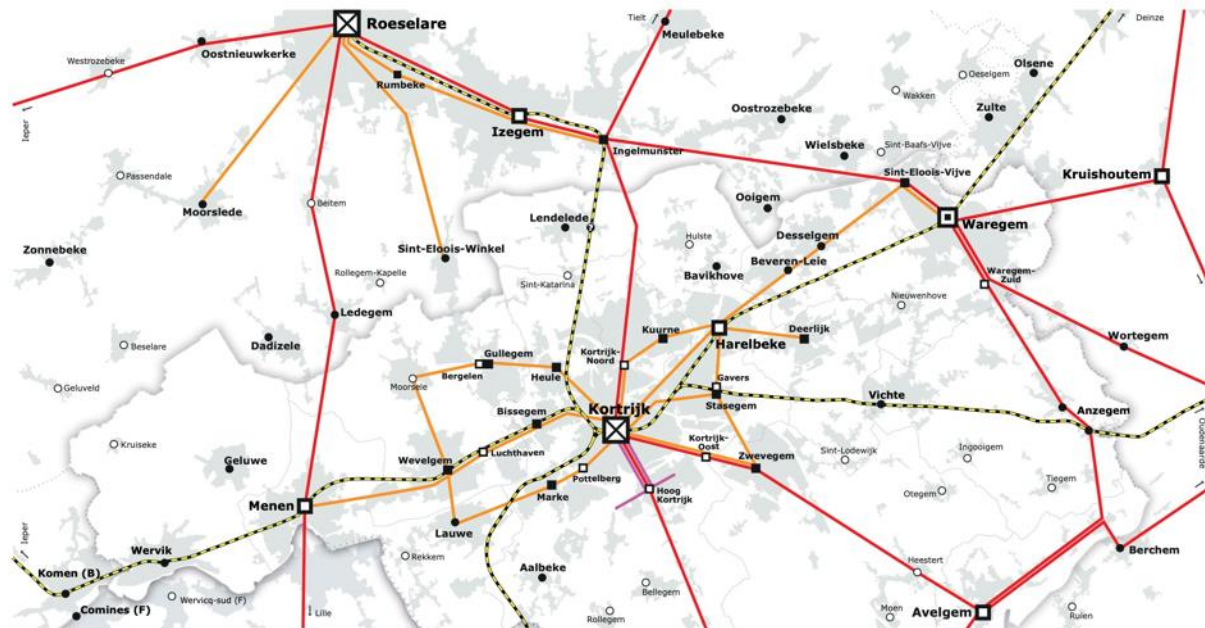 Roeselare
Tielt
Meulebeke
Deinze
Oostnieuwkerke
Westrozebeke
Rumbeke
Olsene
Oeselgem
Wakken
Izegem
Oostrozebeke
Zulte
Ieper
Ingelmunster
Wielsbeke
Sint-Baafs-Vijve
Sint-Eloois-Vijve
Kruishoutem
Passendale
Moorslede
Beitem
Ooigem
Lendelede
?
Waregem
Zonnebeke
Sint-Eloois-Winkel
Hulste
Desselgem
Beveren-Leie
Bavikhove
Rollegem-Kapelle
Sint-Katarina
Waregem-
Zuid
Nieuwenhove
Ledegem
Kuurne
Harelbeke
Deerlijk
Wortegem
Beselare
Dadizele
Gullegem
Bergelen
Heule
Kortrijk-
Noord
Moorsele
Geluveld
Gavers
Stasegem
Vichte
Anzegem
Bissegem
Kortrijk
Kruiseke
Luchthaven
Kortrijk-
Oost
Zwevegem
Sint-Lodewijk
Ingooigem
Oudenaarde
Geluwe
Wevelgem
Pottelberg
Marke
Hoog
Kortrijk
Otegem
Tiegem
Menen
Lauwe
Ieper
Rekkem
Wervik
Aalbeke
Heestert
Berchem
Komen (B)
Bellegem
Wervicq-sud (F)
Comines (F)
Lille
Rollegem
Moen
Avelgem
Ruien